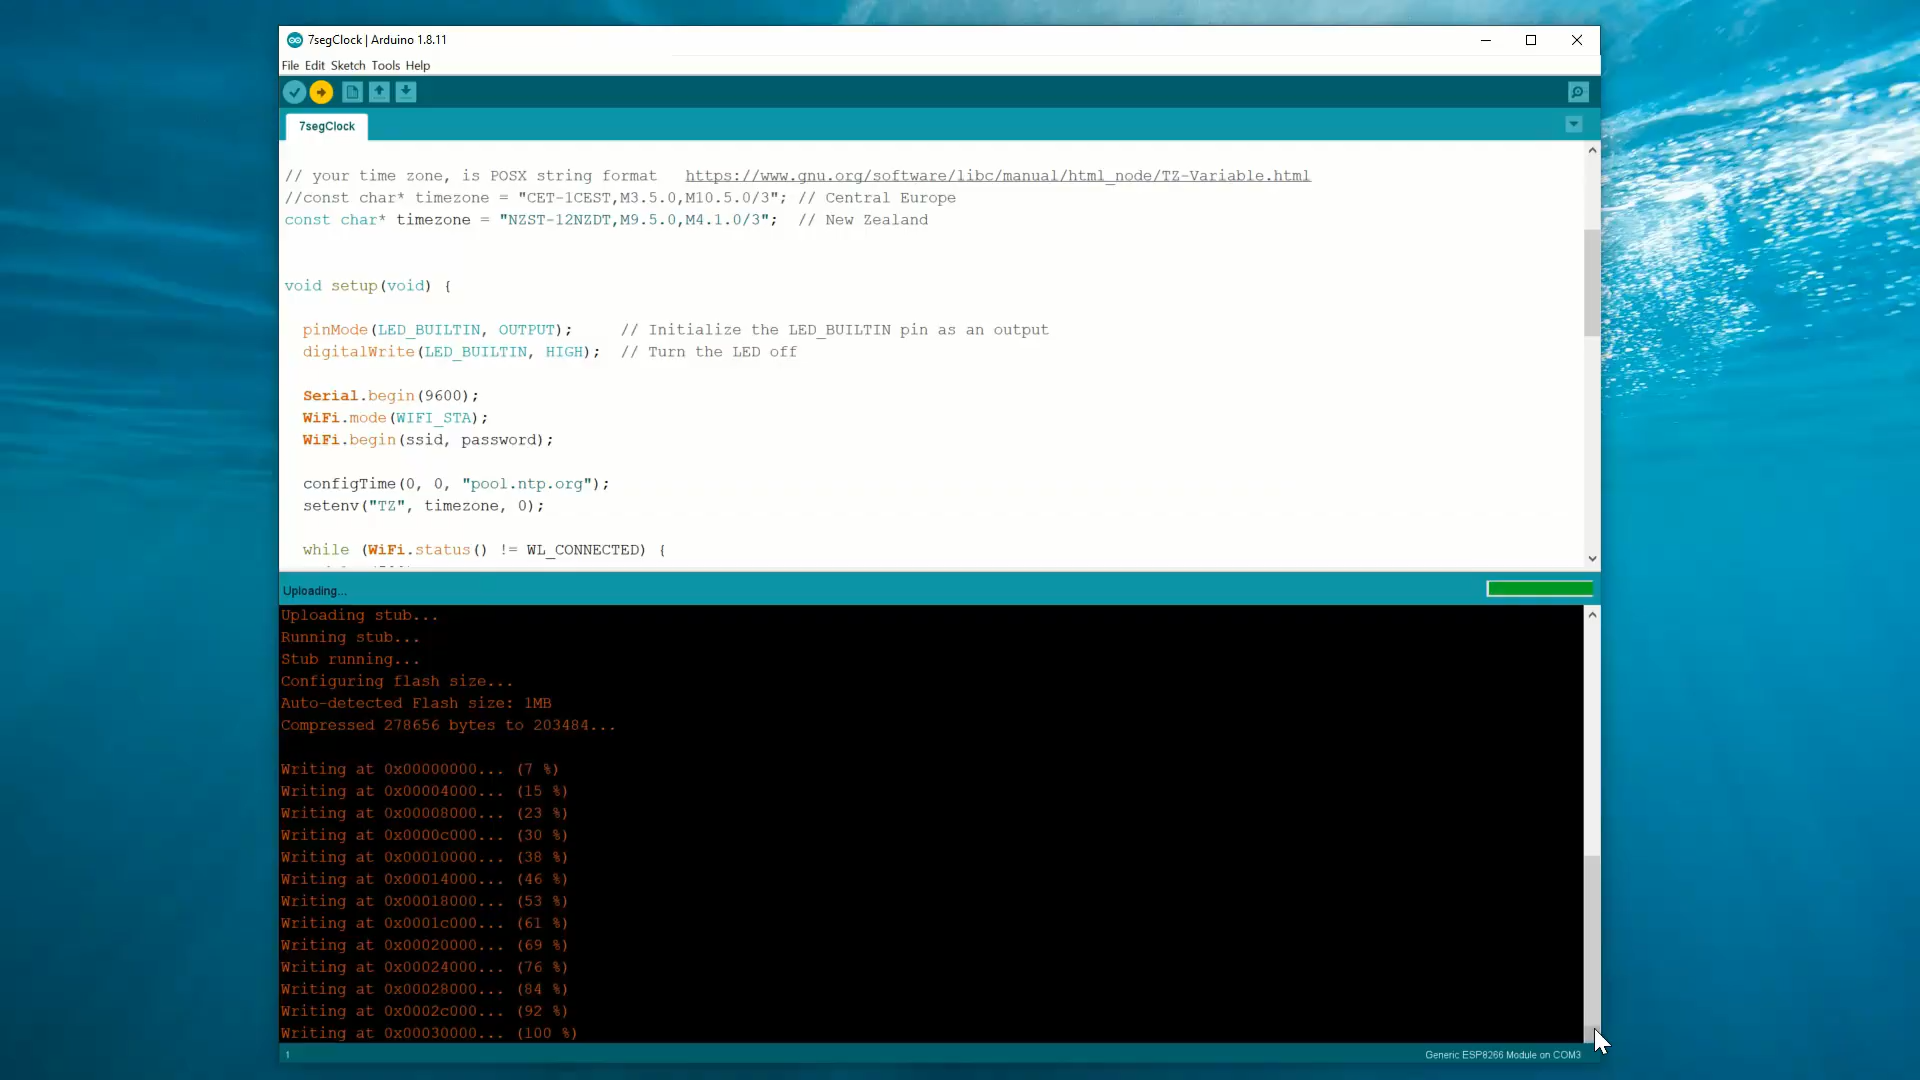 7segClock | Arduino 1.8.11
File Edit Sketch Tools Help
7segClock
// your time zone, is POSX string format   https://www.gnu.org/software/libc/manual/html_node/TZ-Variable.html
//const char* timezone = "CET-1CEST,M3.5.0,M10.5.0/3"; // Central Europe
const char* timezone = "NZST-12NZDT,M9.5.0,M4.1.0/3";  // New Zealand
void setup(void) {
pinMode(LED_BUILTIN, OUTPUT);     // Initialize the LED_BUILTIN pin as an output
digitalWrite(LED_BUILTIN, HIGH);  // Turn the LED off
Serial.begin(9600);
WiFi.mode(WIFI_STA);
WiFi.begin(ssid, password);
configTime(0, 0, "pool.ntp.org");
setenv("TZ", timezone, 0);
while (WiFi.status() != WL_CONNECTED) {
Uploading...
Uploading stub...
Running stub...
Stub running...
Configuring flash size...
Auto-detected Flash size: 1MB
Compressed 278656 bytes to 203484...
Writing at 0x00000000... (7 %)
Writing at 0x00004000... (15 %)
Writing at 0x00008000... (23 %)
Writing at 0x0000c000... (30 %)
Writing at 0x00010000... (38 %)
Writing at 0x00014000... (46 %)
Writing at 0x00018000... (53 %)
Writing at 0x0001c000... (61 %)
Writing at 0x00020000... (69 %)
Writing at 0x00024000... (76 %)
Writing at 0x00028000... (84 %)
Writing at 0x0002c000... (92 %)
Writing at 0x00030000... (100 %)
1
Generic ESP8266 Module on COM3